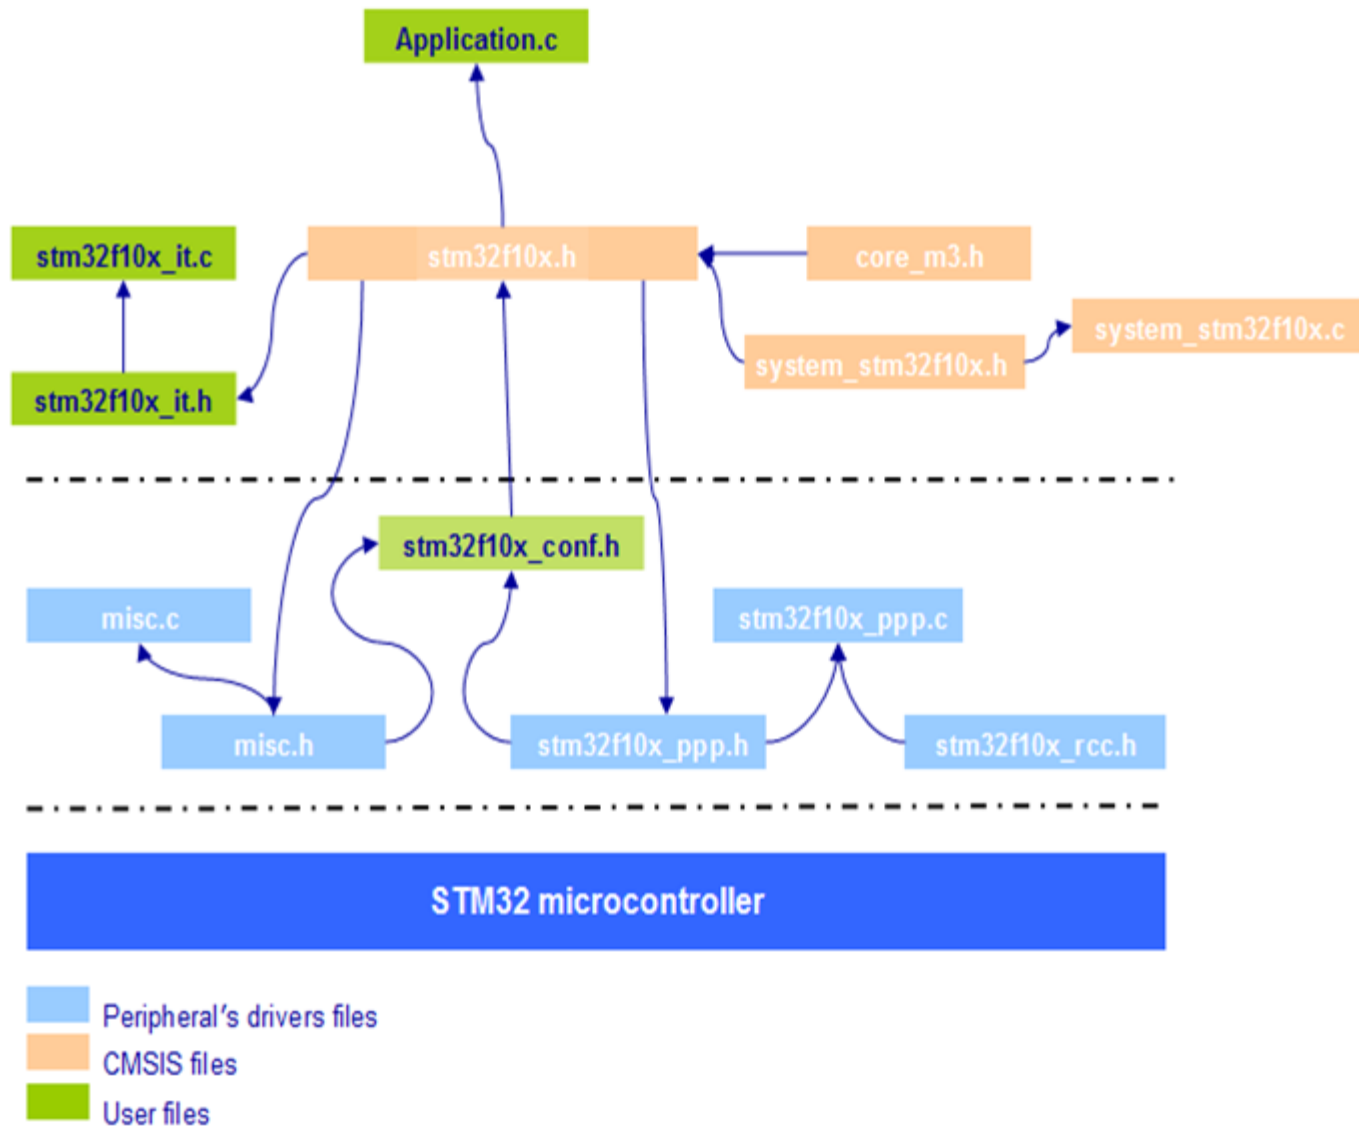 Application.c
stm32f10x_it.c
stm32f10x.h
core_m3.h
system_stm32f10x.c
system_stm32f10x.h
stm32f10x_it.h
stm32f10x_conf.h
misc.c
stm32f10x_ppp.c
misc.h
stm32f10x_ppp.h
stm32f10x_rcc.h
STM32 microcontroller
Peripheral's drivers files
CMSIS files
User files